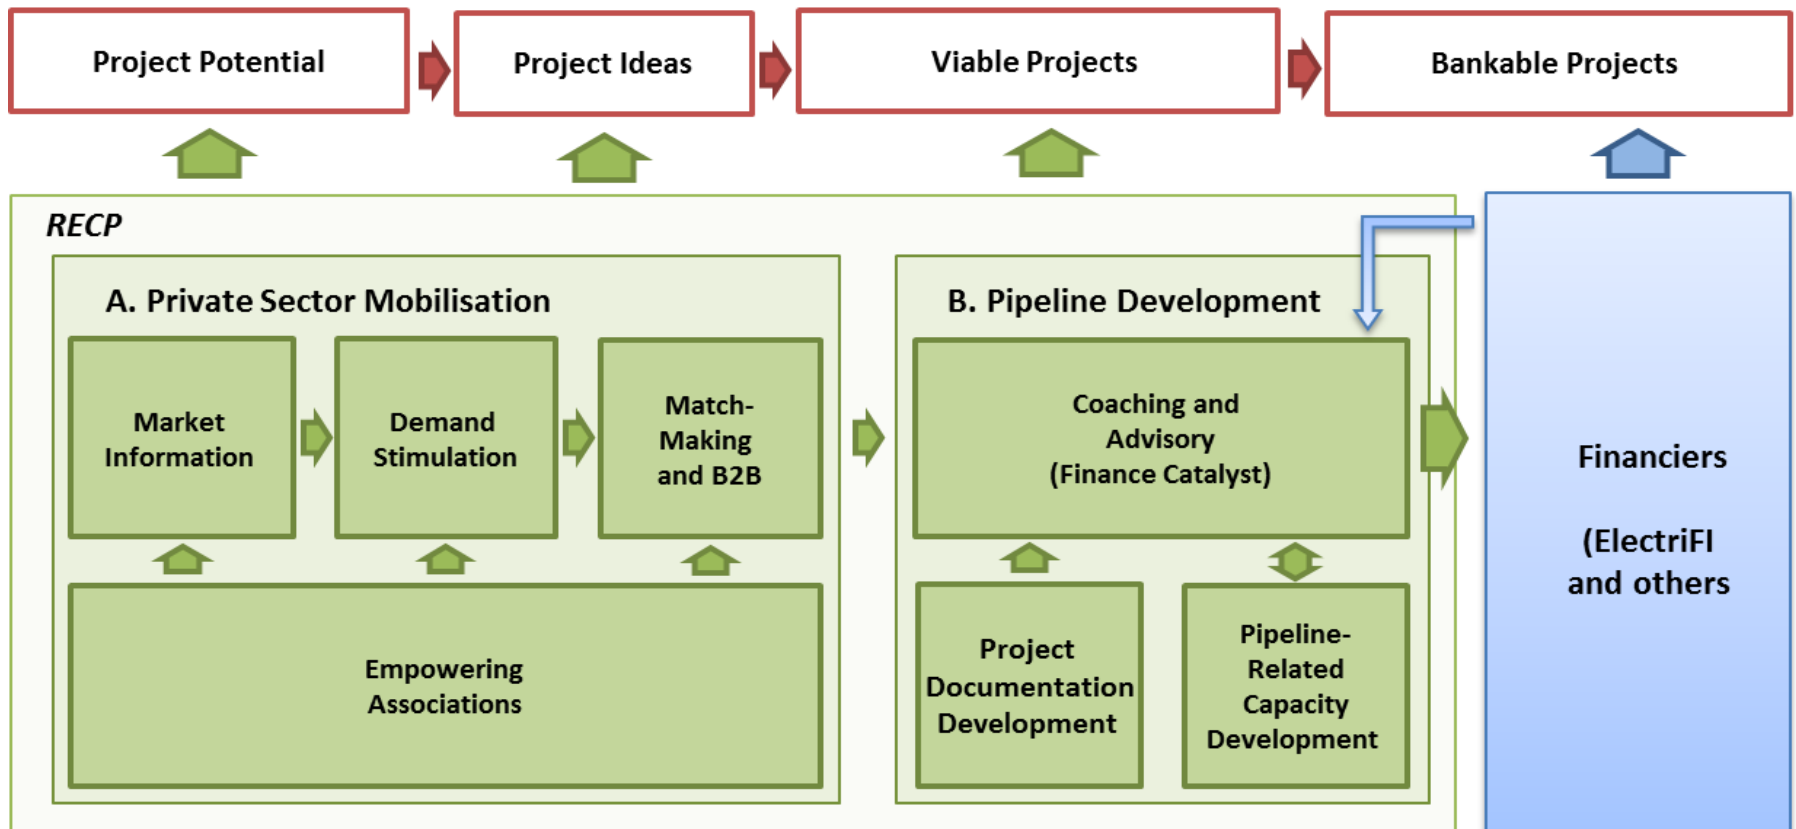 Project Potential
Project Ideas
Viable Projects
Bankable Projects
RECP
A. Private Sector Mobilisation
Market
Information
Demand
Stimulation
Match-
Making
and B2B
Empowering
Associations
B. Pipeline Development
Coaching and
Advisory
(Finance Catalyst)
Project
Documentation
Development
Pipeline-
Related
Capacity
Development
Financiers
(ElectriFI
and others